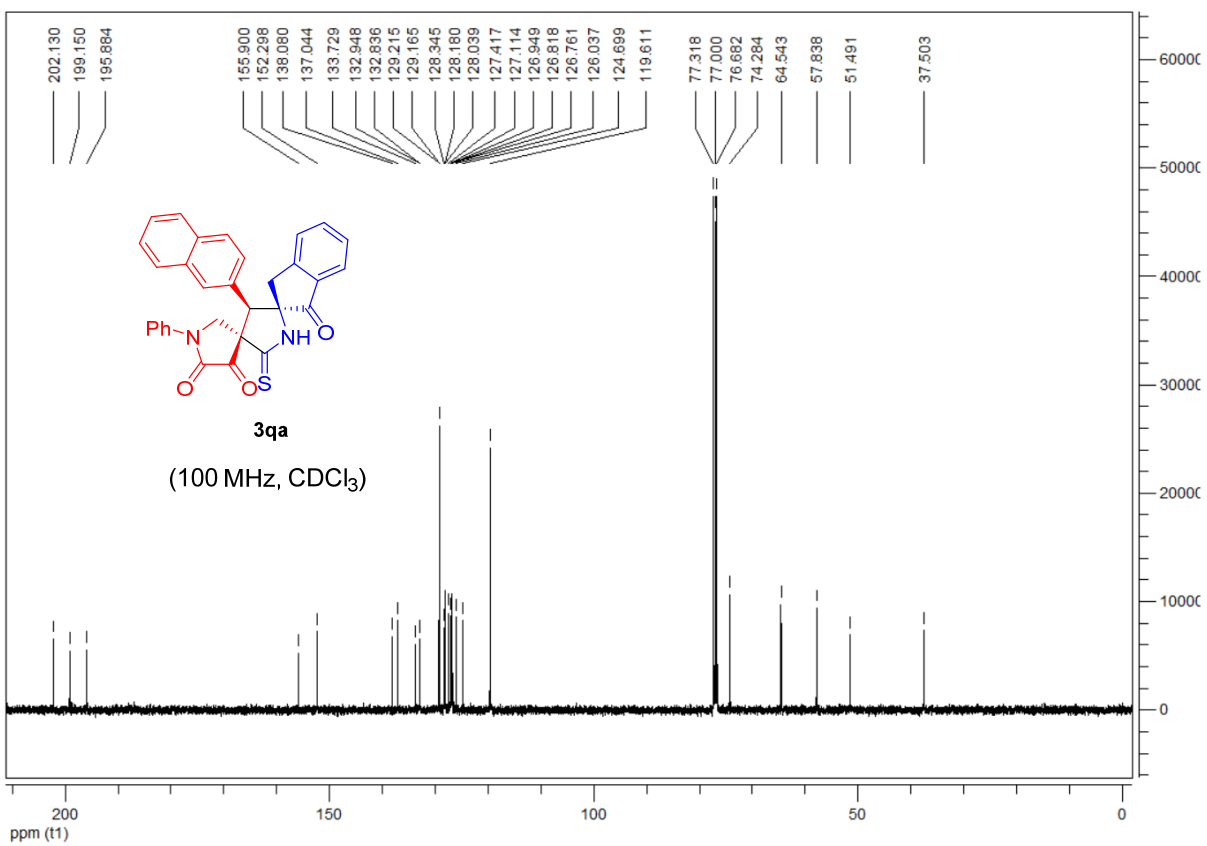 202.130 199.150 195.884 155.900 152.298 138.080 137.044 133.729 132.948 132.836 129.215 129.165 128.345 128.180 128.039 127.417 127.114 126.949 126.818 126.761 126.037 124.699 119.611 77.318 77.000 76.682 74.284 64.543 57.838 51.491 37.503
60000
50000
40000
30000
20000
10000
0
Ph
N
NH
O
O
O
S
3qa
(100 MHz, CDCl3)
200 150 100 50 0
ppm (t1)